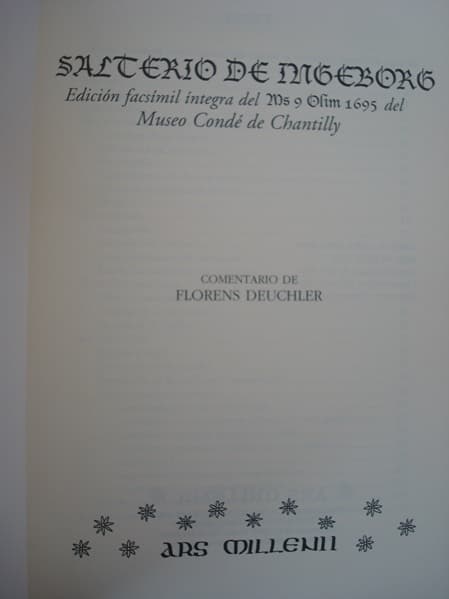 SALTERIO DE INGEBORG
Edición facsímil íntegra del Ms 9 Olim 1695 del
Museo Condé de Chantilly
COMENTARIO DE
FLORENS DEUCHLER
ARS MILLENII